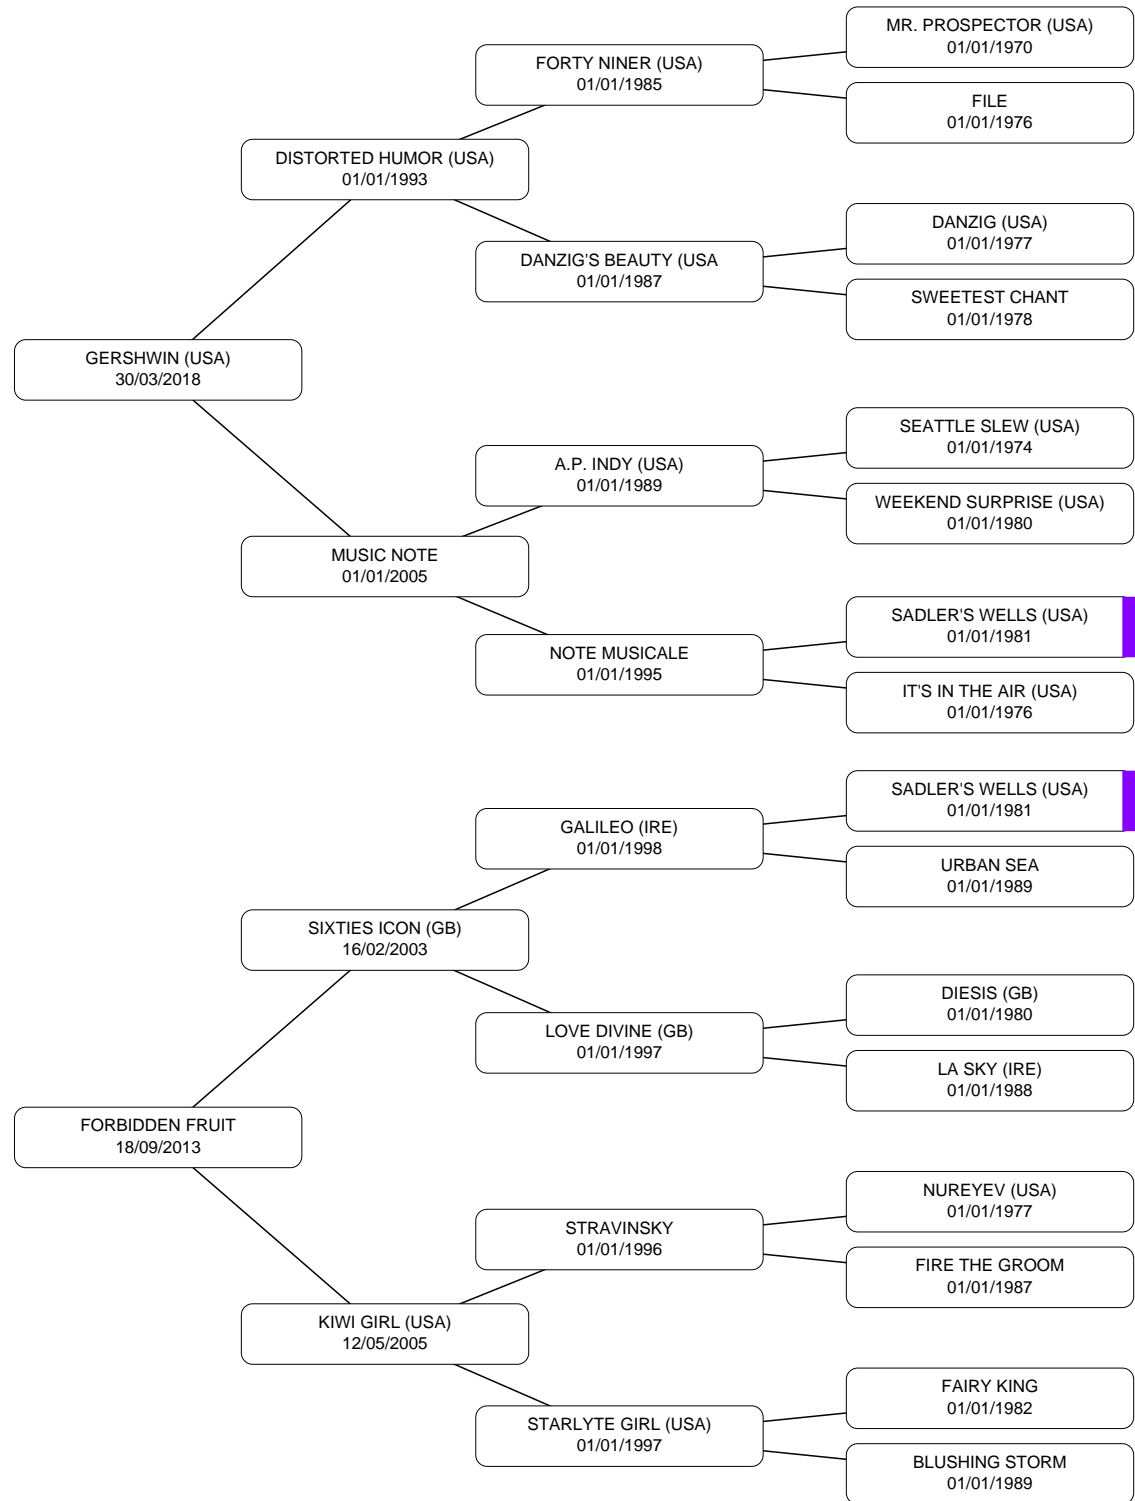 MR. PROSPECTOR (USA)
01/01/1970
FORTY NINER (USA)
01/01/1985
FILE
01/01/1976
DISTORTED HUMOR (USA)
01/01/1993
DANZIG (USA)
01/01/1977
DANZIG'S BEAUTY (USA
01/01/1987
SWEETEST CHANT
01/01/1978
GERSHWIN (USA)
30/03/2018
SEATTLE SLEW (USA)
01/01/1974
A.P. INDY (USA)
01/01/1989
WEEKEND SURPRISE (USA)
01/01/1980
MUSIC NOTE
01/01/2005
SADLER'S WELLS (USA)
01/01/1981
NOTE MUSICALE
01/01/1995
IT'S IN THE AIR (USA)
01/01/1976
SADLER'S WELLS (USA)
01/01/1981
GALILEO (IRE)
01/01/1998
URBAN SEA
01/01/1989
SIXTIES ICON (GB)
16/02/2003
DIESIS (GB)
01/01/1980
LOVE DIVINE (GB)
01/01/1997
LA SKY (IRE)
01/01/1988
FORBIDDEN FRUIT
18/09/2013
NUREYEV (USA)
01/01/1977
STRAVINSKY
01/01/1996
FIRE THE GROOM
01/01/1987
KIWI GIRL (USA)
12/05/2005
FAIRY KING
01/01/1982
STARLYTE GIRL (USA)
01/01/1997
BLUSHING STORM
01/01/1989